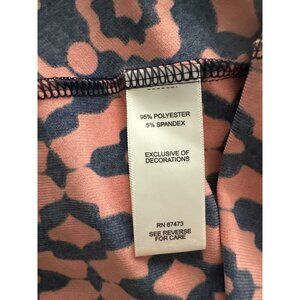 95% POLYESTER
5% SPANDEX
EXCLUSIVE OF
DECORATIONS
RN 67473
SEE REVERSE
FOR CARE